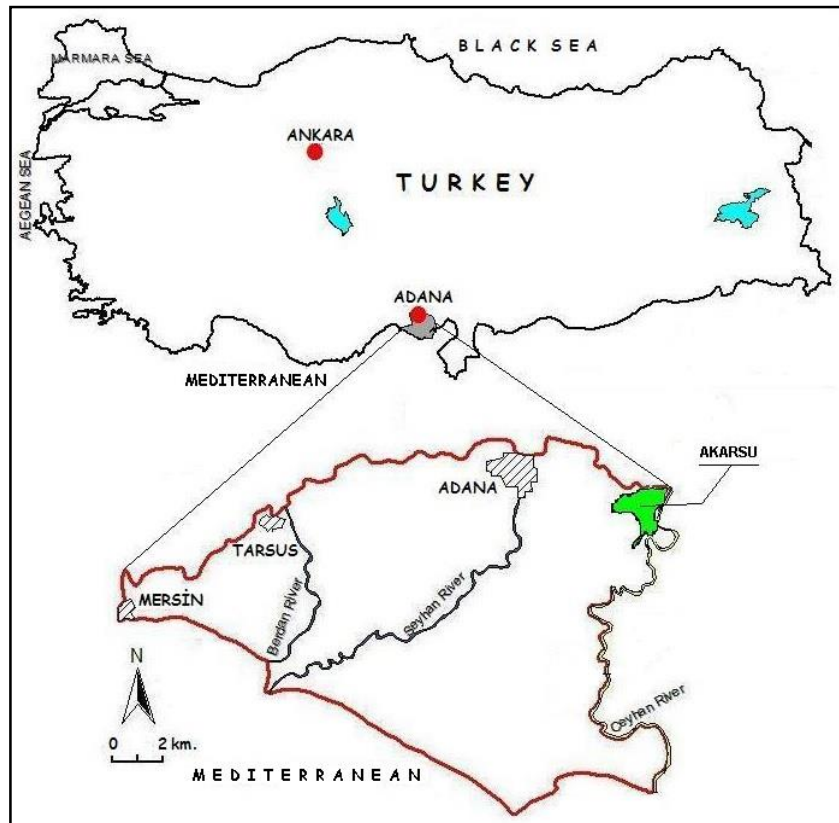 BLACK SEA
MARMARA SEA
ANKARA
TURKEY
AEGEAN SEA
ADANA
MEDITERRANEAN
AKARSU
ADANA
TARSUS
MERSİN
Berdan River
Seyhan River
Ceyhan River
N
0 2 km.
MEDITERRANEAN